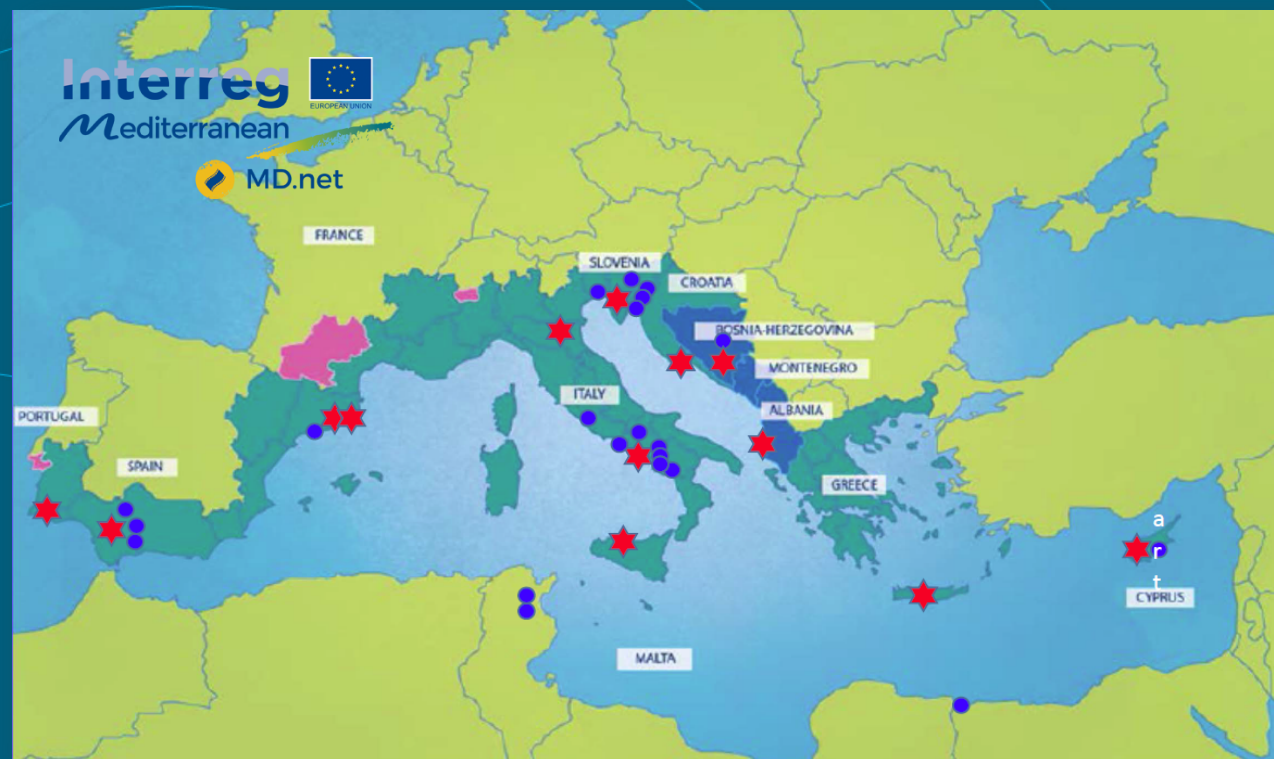 Interreg
EUROPEAN UNION
Mediterranean
MD.net
FRANCE
SLOVENIA
CROATIA
BOSNIA-HERZEGOVINA
MONTENEGRO
ITALY
ALBANIA
PORTUGAL
SPAIN
GREECE
a
r
t
CYPRUS
MALTA